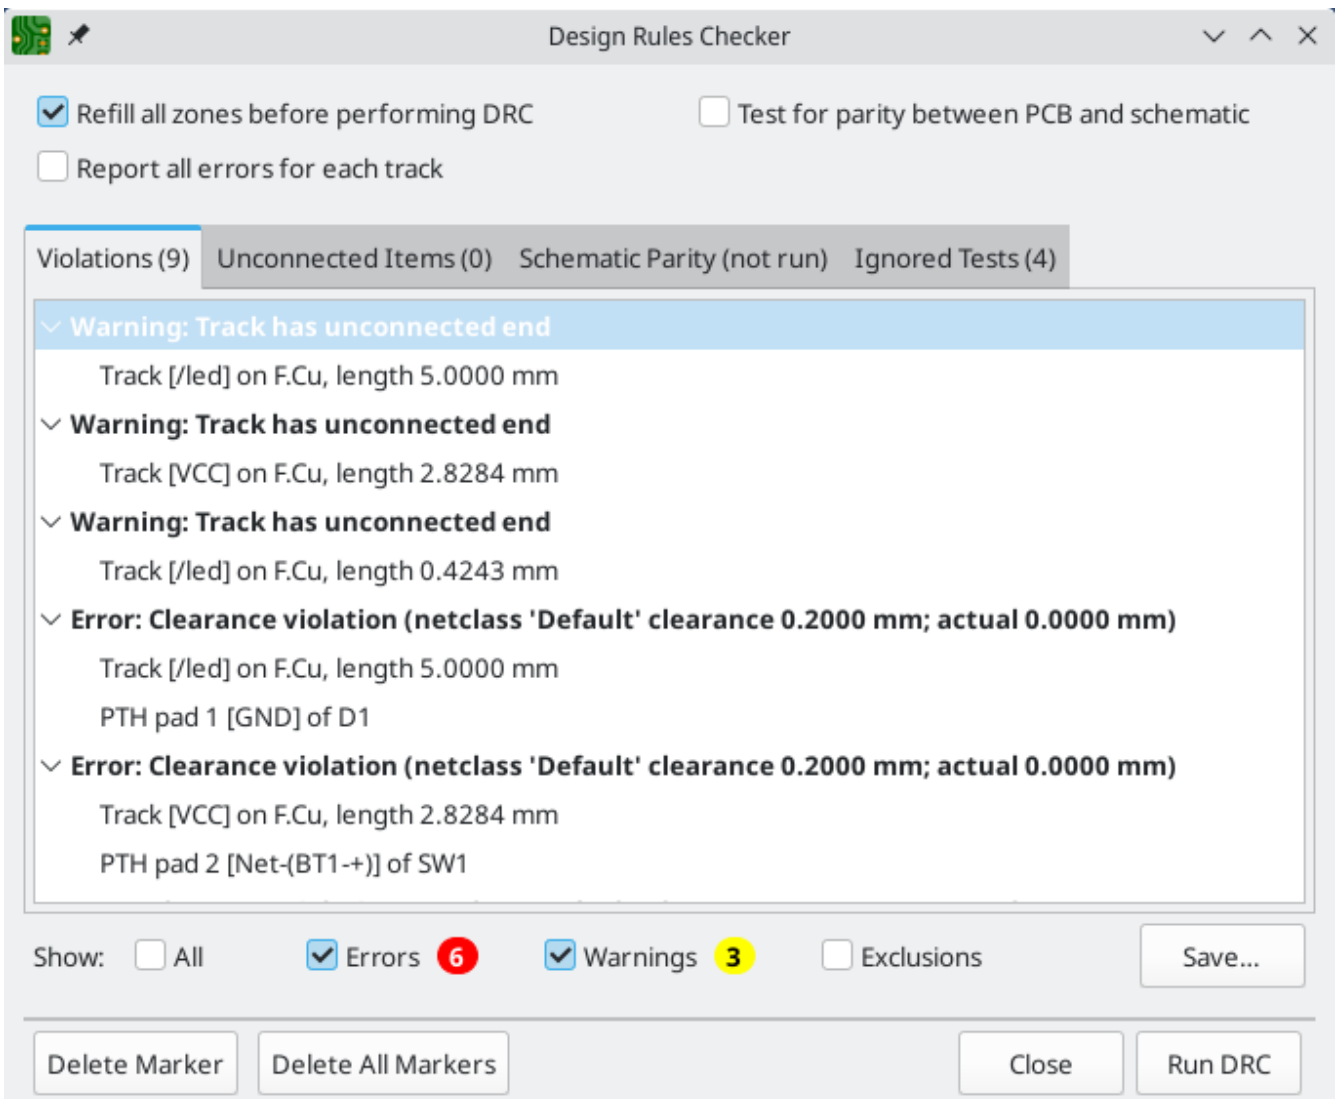 Design Rules Checker
Refill all zones before performing DRC
Test for parity between PCB and schematic
Report all errors for each track
Violations (9) Unconnected Items (0) Schematic Parity (not run) Ignored Tests (4)
Warning: Track has unconnected end
Track [/led] on F.Cu, length 5.0000 mm
Warning: Track has unconnected end
Track [VCC] on F.Cu, length 2.8284 mm
Warning: Track has unconnected end
Track [/led] on F.Cu, length 0.4243 mm
Error: Clearance violation (netclass 'Default' clearance 0.2000 mm; actual 0.0000 mm)
Track [/led] on F.Cu, length 5.0000 mm
PTH pad 1 [GND] of D1
Error: Clearance violation (netclass 'Default' clearance 0.2000 mm; actual 0.0000 mm)
Track [VCC] on F.Cu, length 2.8284 mm
PTH pad 2 [Net-(BT1-+)] of SW1
Show: All Errors 6 Warnings 3 Exclusions Save...
Delete Marker Delete All Markers Close Run DRC